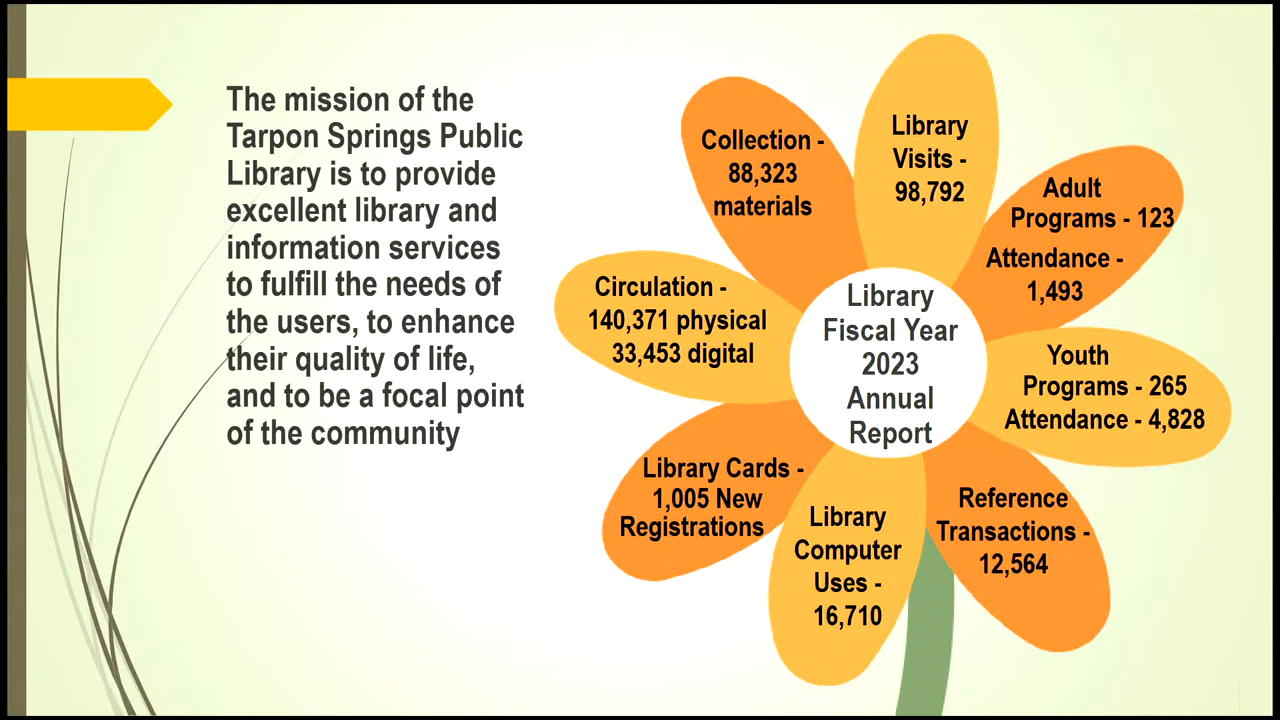 The mission of the
Tarpon Springs Public
Library is to provide
excellent library and
information services
to fulfill the needs of
the users, to enhance
their quality of life,
and to be a focal point
of the community
Library
Fiscal Year
2023
Annual
Report
Library
Visits -
98,792
Adult
Programs - 123
Attendance -
1,493
Youth
Programs - 265
Attendance - 4,828
Reference
Transactions -
12,564
Library
Computer
Uses -
16,710
Library Cards -
1,005 New
Registrations
Circulation -
140,371 physical
33,453 digital
Collection -
88,323
materials